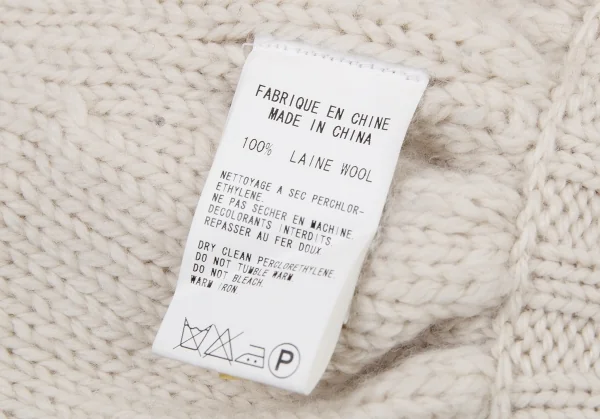 FABRIQUE EN CHINE
MADE IN CHINA
100% LAINE WOOL
NETTOYAGE A SEC PERCHLOR-
ETHYLENE.
NE PAS SECHER EN MACHINE.
DECOLORANTS INTERDITS.
REPASSER AU FER DOUX.
DRY CLEAN PERCLORETHYLENE.
DO NOT TUMBLE WARM
DO NOT BLEACH.
WARM IRON
P